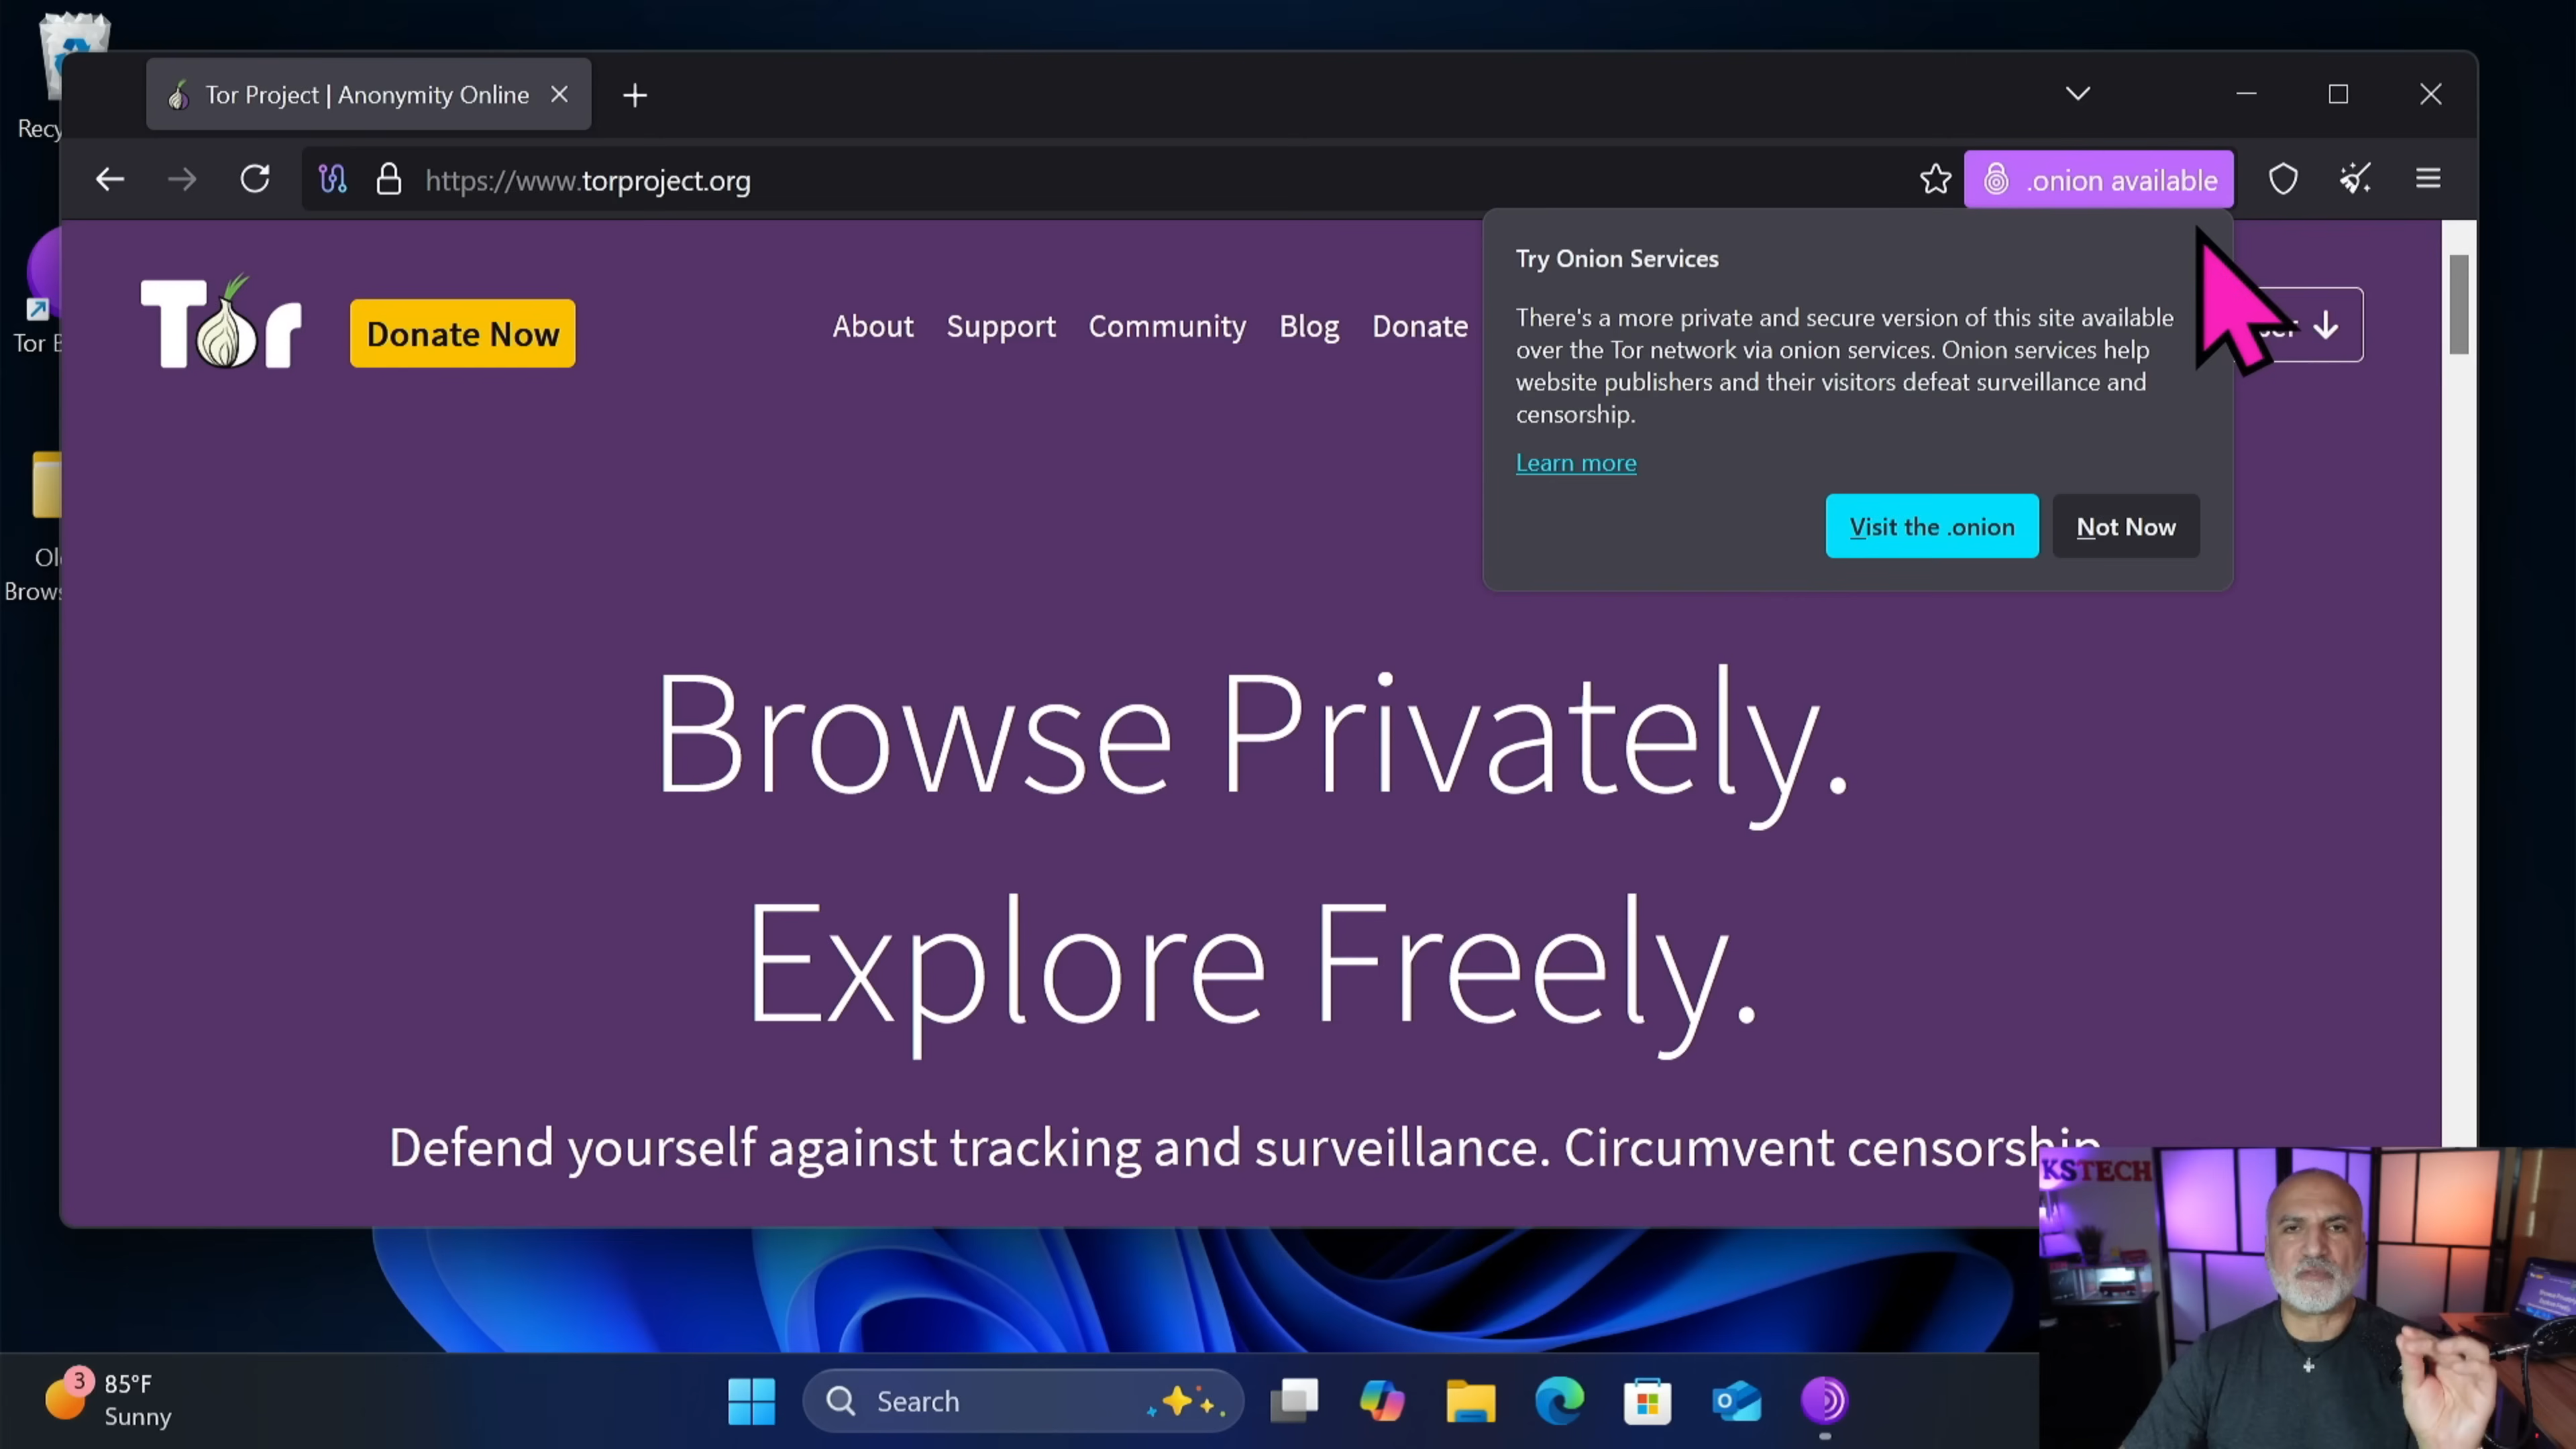 Recy
Tor Project | Anonymity Online
https://www.torproject.org
.onion available
Tor
Donate Now
About
Support
Community
Blog
Donate
Try Onion Services
There's a more private and secure version of this site available
over the Tor network via onion services. Onion services help
website publishers and their visitors defeat surveillance and
censorship.
Learn more
Visit the .onion
Not Now
Tor B
Ol
Brows
Browse Privately.
Explore Freely.
Defend yourself against tracking and surveillance. Circumvent censorship
KSTECH
3
85°F
Sunny
Search